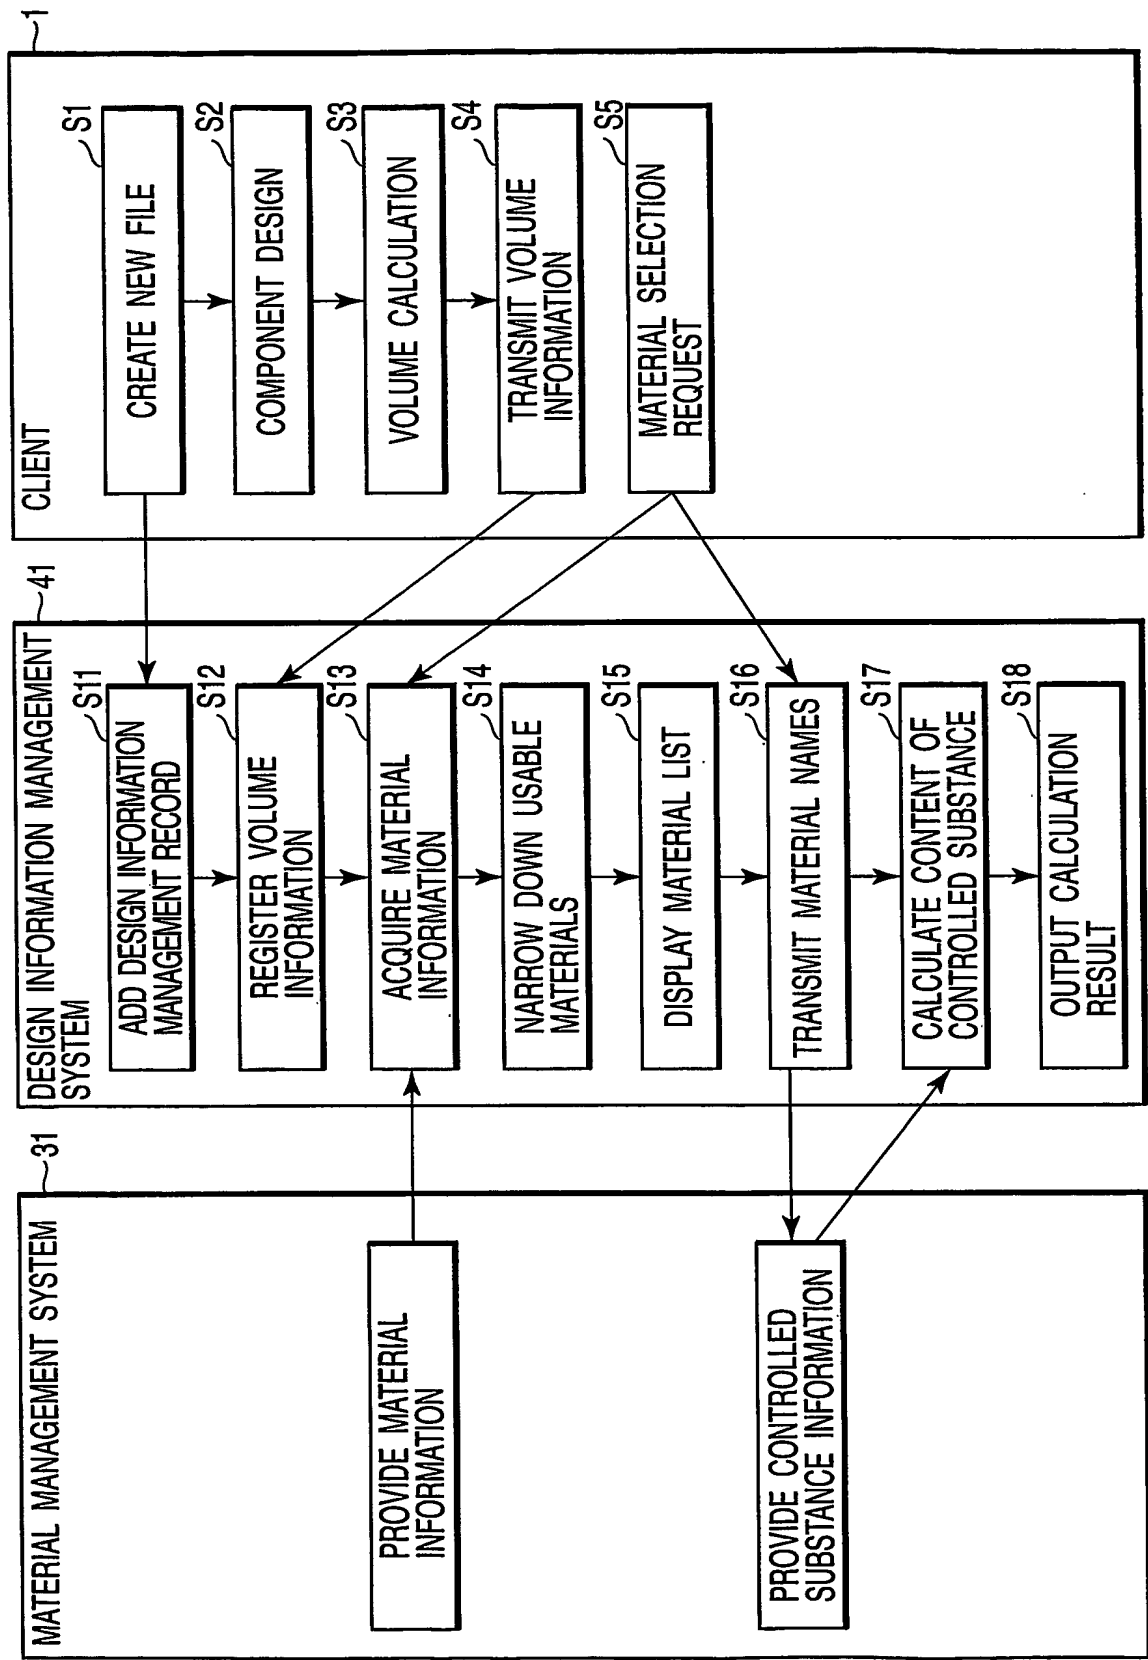 MATERIAL MANAGEMENT SYSTEM
31
PROVIDE MATERIAL
INFORMATION
PROVIDE CONTROLLED
SUBSTANCE INFORMATION
DESIGN INFORMATION MANAGEMENT
SYSTEM
41
S11
ADD DESIGN INFORMATION
MANAGEMENT RECORD
S12
REGISTER VOLUME
INFORMATION
S13
ACQUIRE MATERIAL
INFORMATION
S14
NARROW DOWN USABLE
MATERIALS
S15
DISPLAY MATERIAL LIST
S16
TRANSMIT MATERIAL NAMES
S17
CALCULATE CONTENT OF
CONTROLLED SUBSTANCE
S18
OUTPUT CALCULATION
RESULT
CLIENT
1
S1
CREATE NEW FILE
S2
COMPONENT DESIGN
S3
VOLUME CALCULATION
S4
TRANSMIT VOLUME
INFORMATION
S5
MATERIAL SELECTION
REQUEST